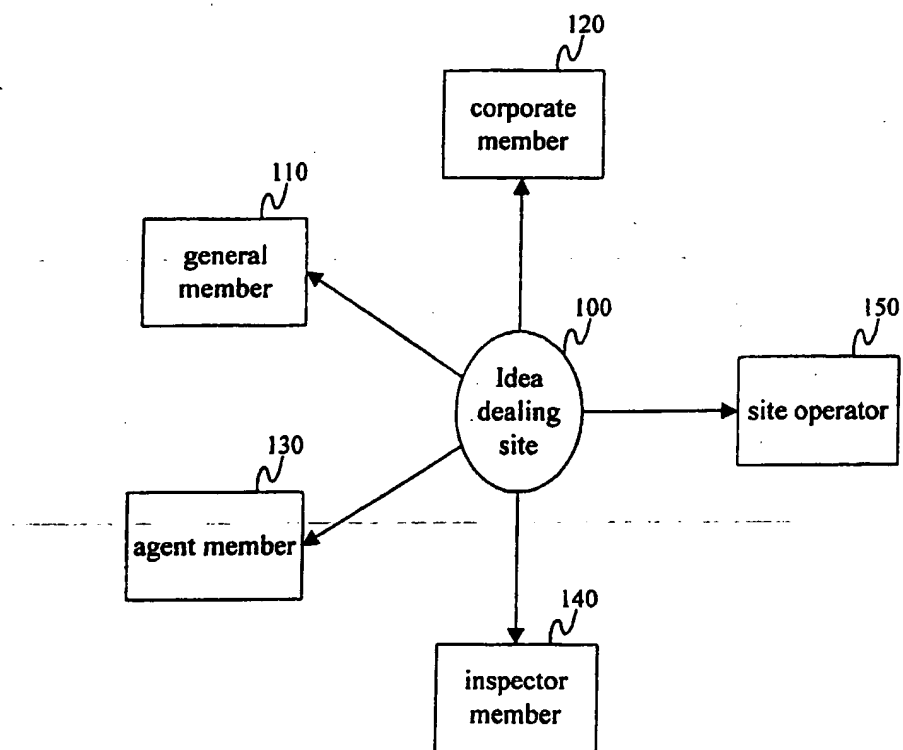 120
corporate
member
110
general
member
100
Idea
dealing
site
150
site operator
130
agent member
140
inspector
member